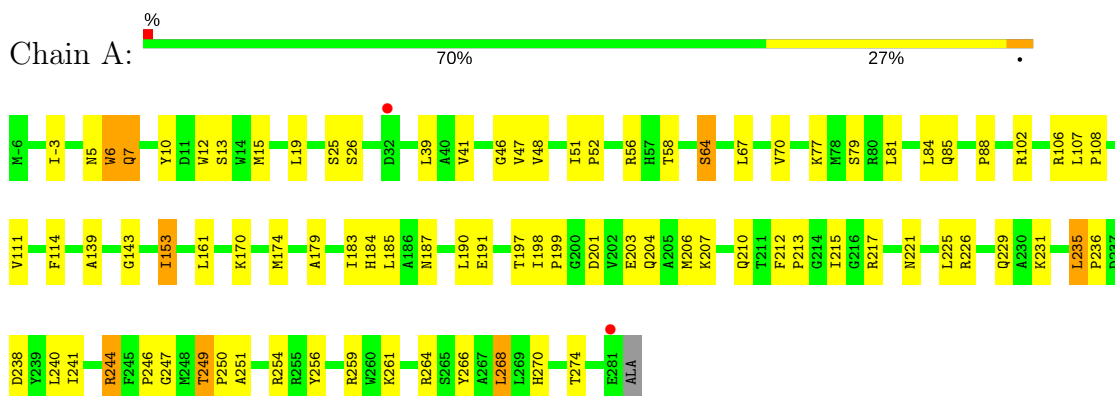 %
Chain A:
70% 27% •
M-6 I-3 N5 W6 Q7 Y10 D11 W12 S13 W14 M15 L19 S25 S26 D32 L39 A40 V41 G46 V47 V48 I51 P52 R56 H57 T58 S64 L67 V70 K77 M78 S79 R80 L81 L84 Q85 P88 R102 R106 L107 P108
V111 F114 A139 G143 I153 L161 K170 M174 A179 I183 H184 L185 A186 N187 L190 E191 T197 I198 P199 G200 D201 V202 E203 Q204 A205 M206 K207 Q210 T211 F212 P213 G214 I215 G216 R217 N221 L225 R226 Q229 A230 K231 L235 P236 D237
D238 Y239 L240 I241 R244 F245 P246 G247 M248 T249 P250 A251 R254 R255 Y256 R259 W260 K261 R264 S265 Y266 A267 L268 L269 H270 T274 E281 ALA